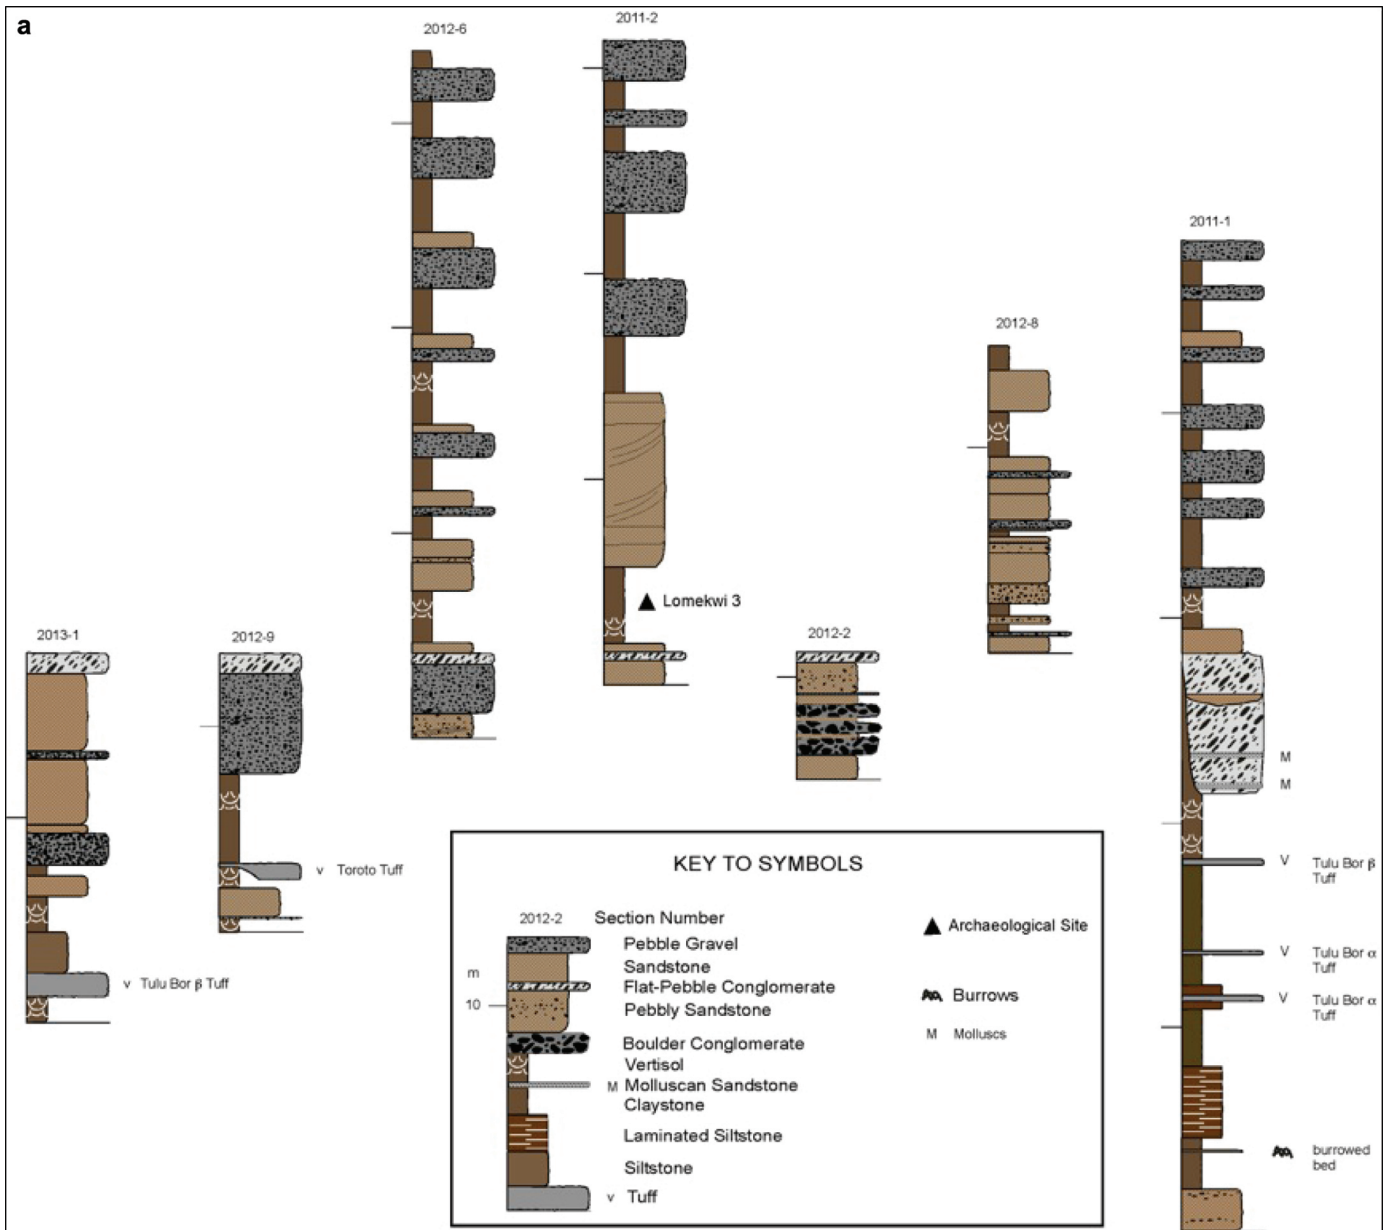 a
2012-6
2011-2
2011-1
2012-8
Lomekwi 3
2013-1
2012-9
2012-2
M
M
v Toroto Tuff
v Tulu Bor β Tuff
V Tulu Bor β
Tuff
V Tulu Bor α
Tuff
V Tulu Bor α
Tuff
burrowed
bed
KEY TO SYMBOLS
2012-2 Section Number
Pebble Gravel
m
Sandstone
Flat-Pebble Conglomerate
10
Pebbly Sandstone
Boulder Conglomerate
Vertisol
M Molluscan Sandstone
Claystone
Laminated Siltstone
Siltstone
v Tuff
Archaeological Site
Burrows
M Molluscs